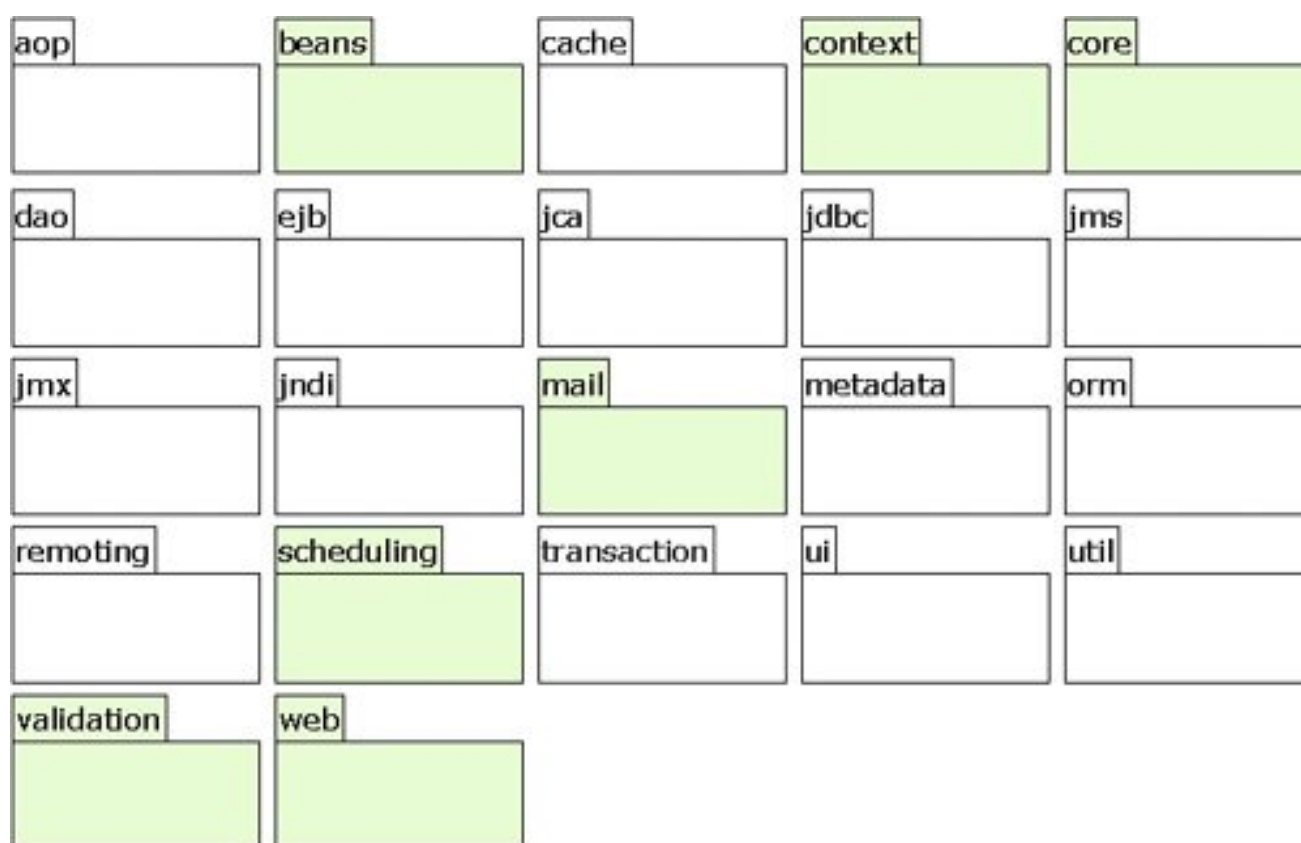 aop beans cache context core
dao ejb jca jdbc jms
jmx jndi mail metadata orm
remoting scheduling transaction ui util
validation web